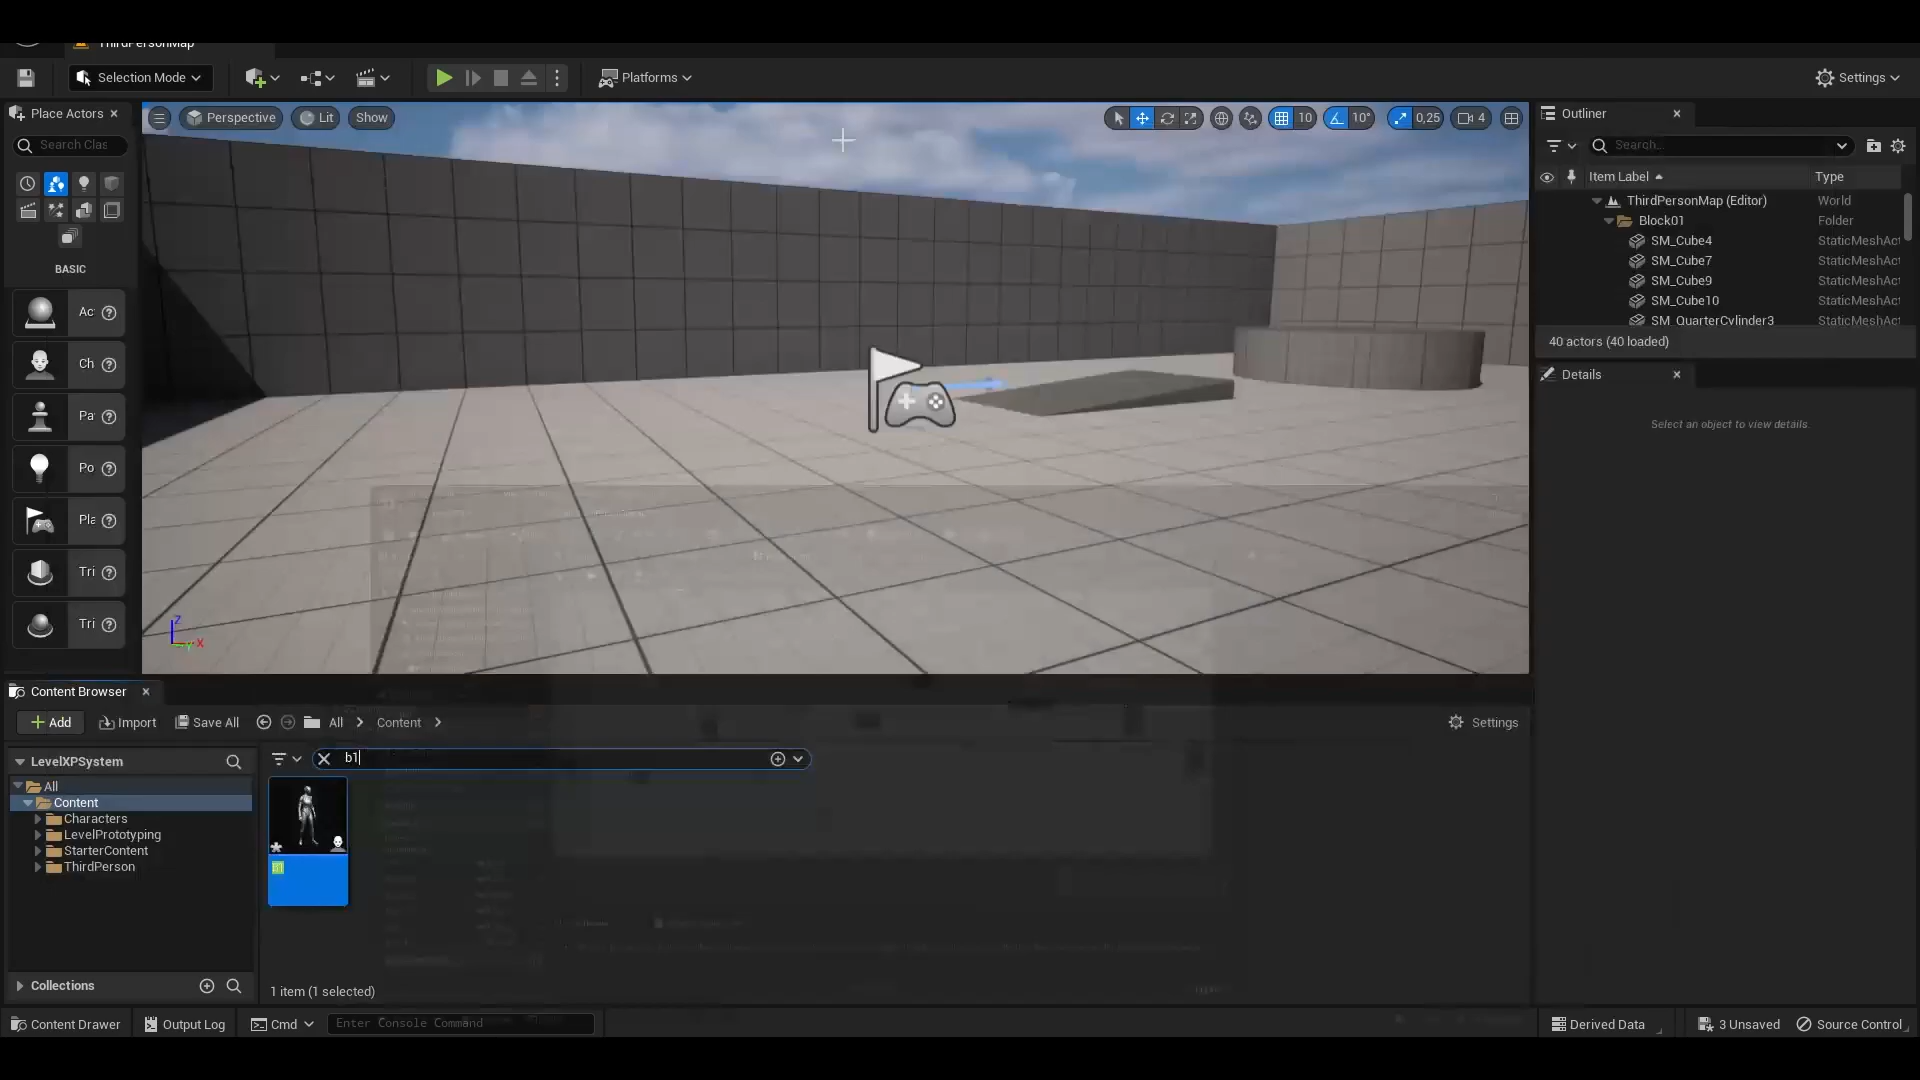 ThirdPersonMap
Selection Mode
Platforms
Settings
Place Actors
Search Clas
BASIC
Ac
Ch
Pa
Po
Pla
Tri
Tri
Perspective
Lit
Show
10
10°
0,25
4
Z
X
Y
Outliner
Search...
Item Label
Type
ThirdPersonMap (Editor)
World
Block01
Folder
SM_Cube4
StaticMeshAct
SM_Cube7
StaticMeshAct
SM_Cube9
StaticMeshAct
SM_Cube10
StaticMeshAct
SM_QuarterCylinder3
StaticMeshAct
40 actors (40 loaded)
Details
Select an object to view details.
Content Browser
Add
Import
Save All
All
Content
Settings
LevelXPSystem
All
Content
Characters
LevelPrototyping
StarterContent
ThirdPerson
Collections
b1
b1
1 item (1 selected)
Content Drawer
Output Log
Cmd
Enter Console Command
Derived Data
3 Unsaved
Source Control